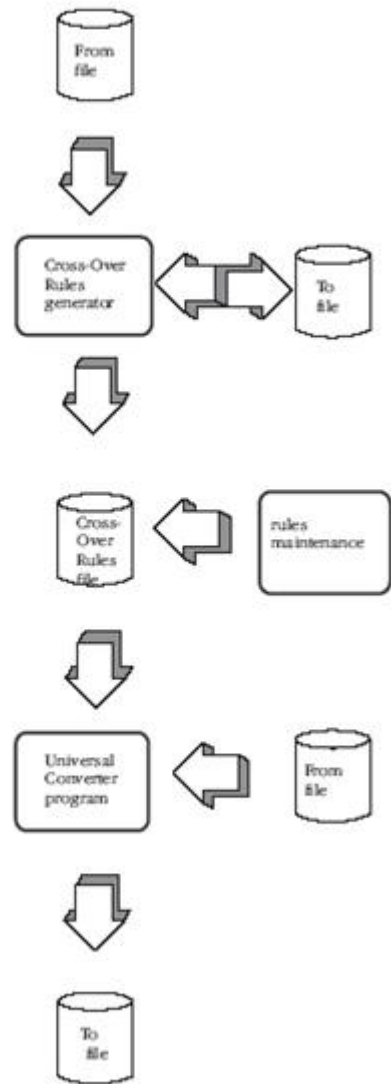 From
file
Cross-Over
Rules
generator
To
file
Cross-
Over
Rules
file
rules
maintenance
Universal
Converter
program
From
file
To
file